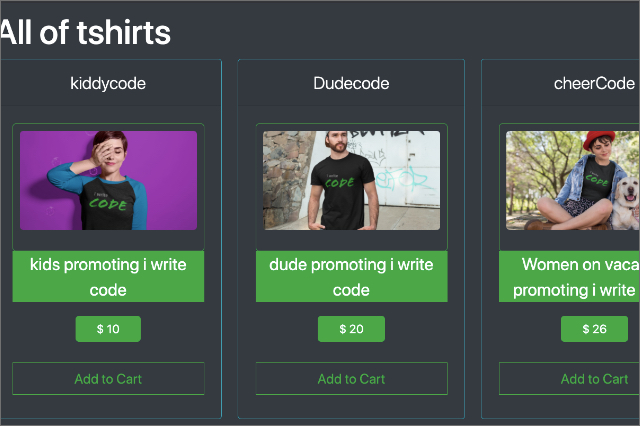 All of tshirts
kiddycode
Dudecode
cheerCode
I WRITE
CODE
I WRITE
CODE
CODE
kids promoting i write
code
dude promoting i write
code
Women on vaca
promoting i write
$ 10
$ 20
$ 26
Add to Cart
Add to Cart
Add to Cart